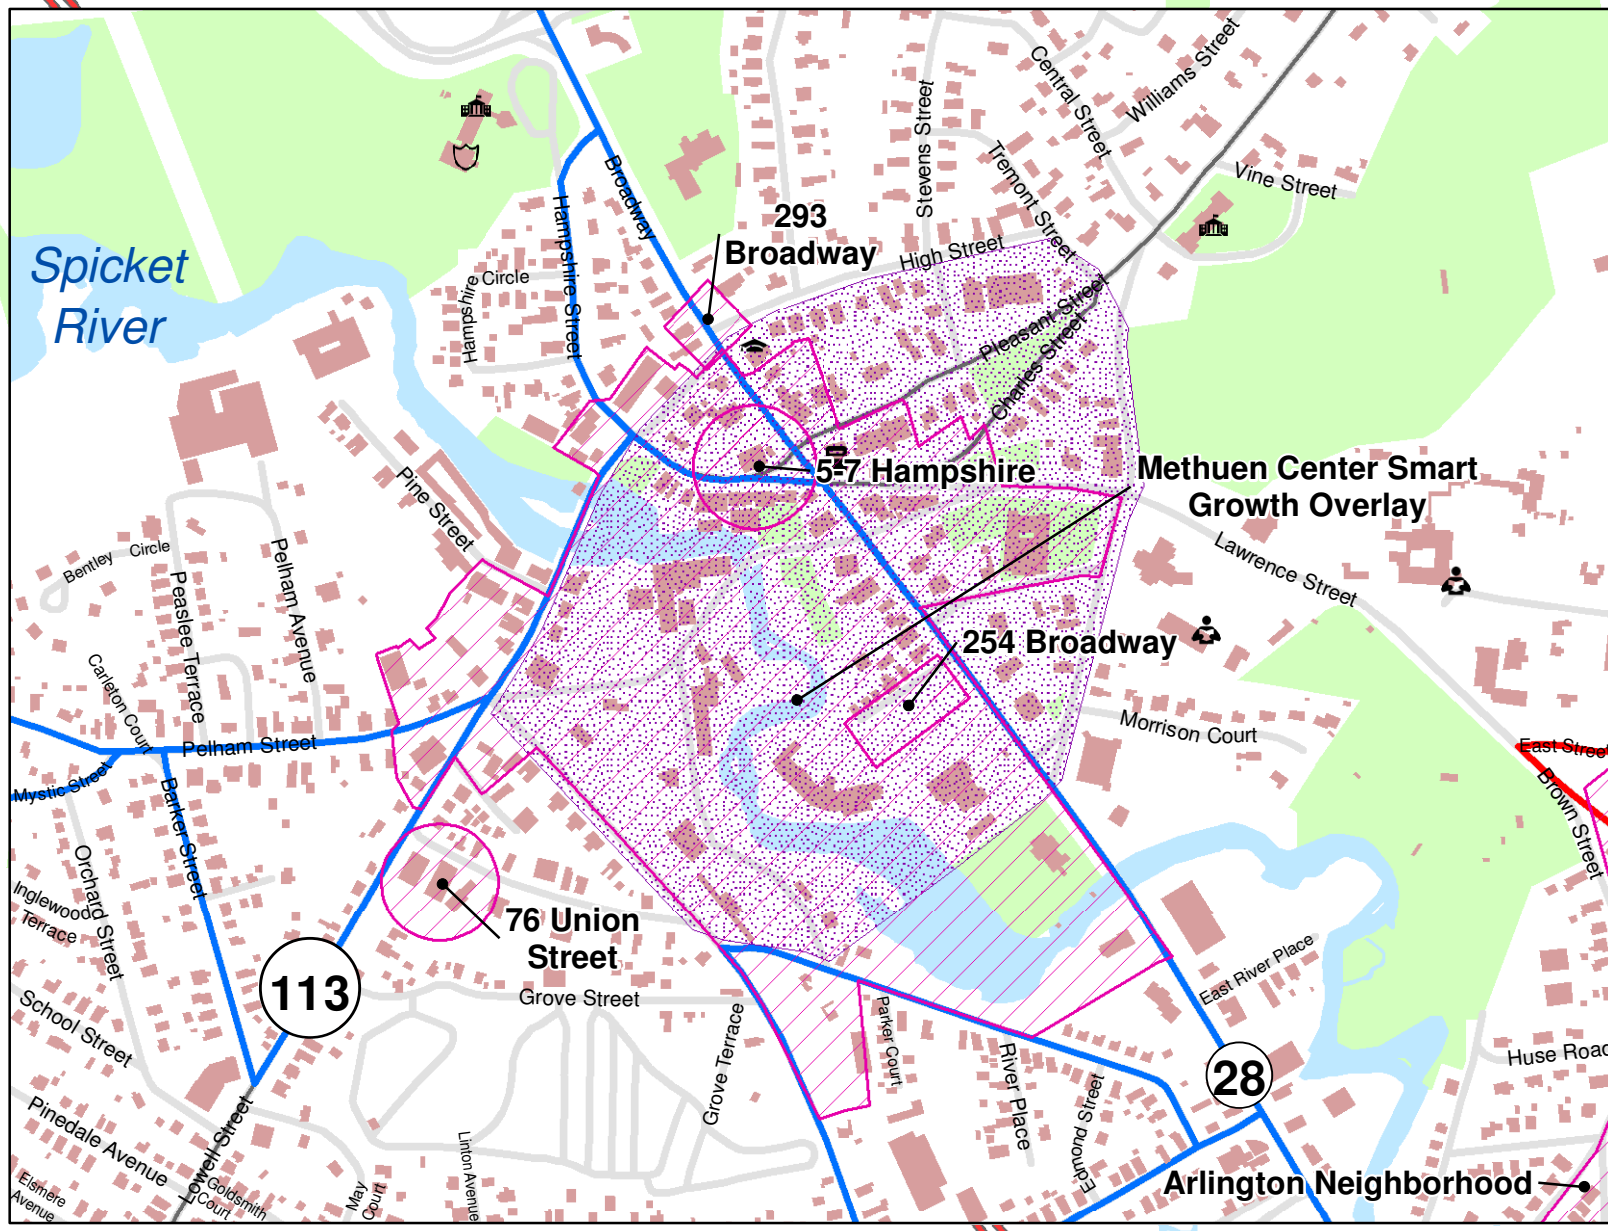 Williams Street
Central Street
Stevens Street
Tremont Street
Vine Street
Broadway
Hampshire Street
293
Broadway
High Street
Spicket
River
Circle
Hampshire
Pleasant Street
Charles Street
5-7 Hampshire
Methuen Center Smart
Growth Overlay
Pine Street
Lawrence Street
Bentley Circle
Peaslee Terrace
Pelham Avenue
254 Broadway
Carleton Court
Morrison Court
Pelham Street
East Street
Mystic Street
Barker Street
Brown Street
Orchard Street
Inglewood
Terrace
76 Union
Street
East River Place
113
Grove Street
School Street
Grove Terrace
Parker Court
River Place
Edmond Street
28
Huse Road
Pinedale Avenue
Lowell Street
Linton Avenue
May
Court
Goldsmith
Court
Elsmere
Avenue
Arlington Neighborhood